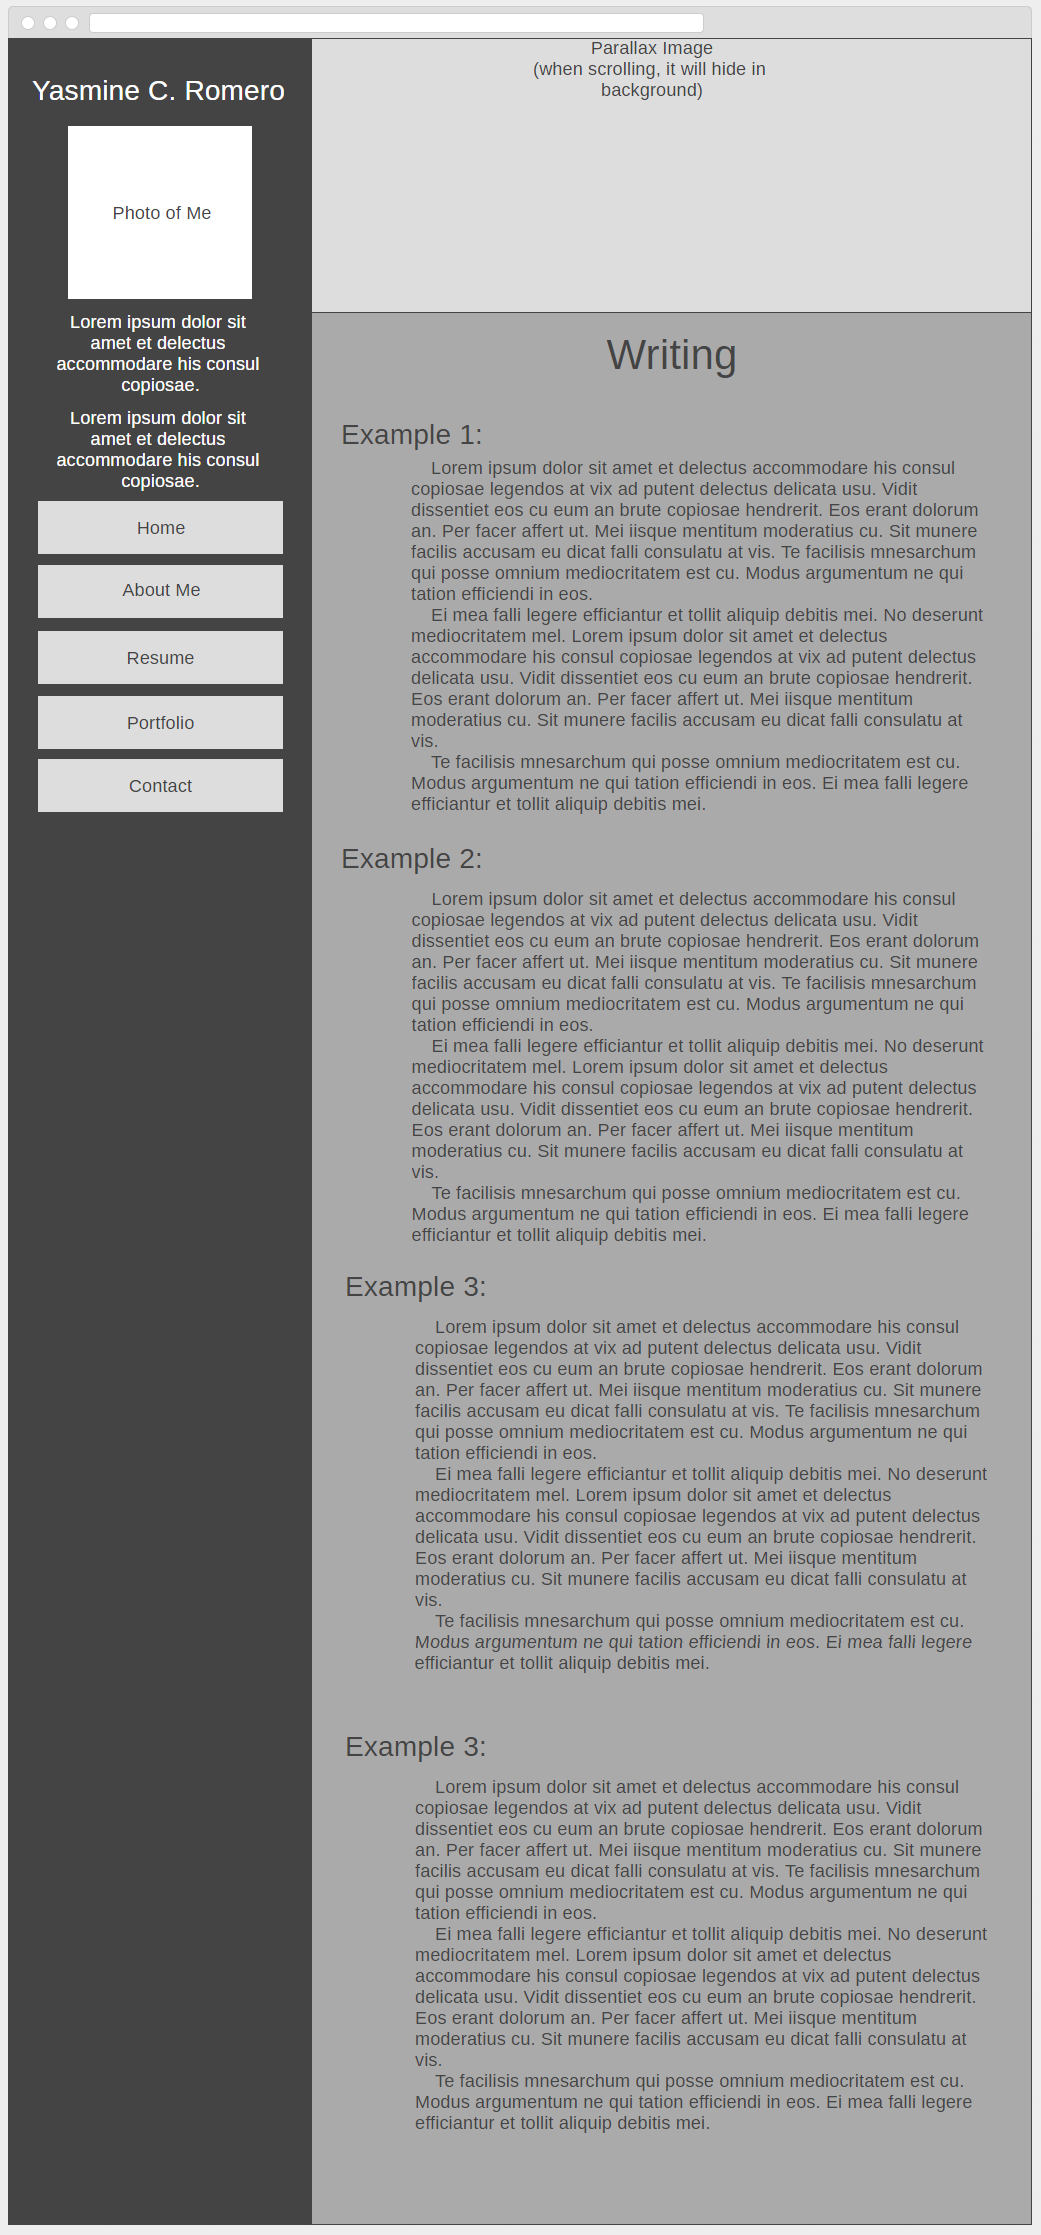 Yasmine C. Romero
Photo of Me
Lorem ipsum dolor sit
amet et delectus
accommodare his consul
copiosae.
Lorem ipsum dolor sit
amet et delectus
accommodare his consul
copiosae.
Home
About Me
Resume
Portfolio
Contact
Parallax Image
(when scrolling, it will hide in
background)
Writing
Example 1:
Lorem ipsum dolor sit amet et delectus accommodare his consul
copiosae legendos at vix ad putent delectus delicata usu. Vidit
dissentiet eos cu eum an brute copiosae hendrerit. Eos erant dolorum
an. Per facer affert ut. Mei iisque mentitum moderatius cu. Sit munere
facilis accusam eu dicat falli consulatu at vis. Te facilisis mnesarchum
qui posse omnium mediocritatem est cu. Modus argumentum ne qui
tation efficiendi in eos.
Ei mea falli legere efficiantur et tollit aliquip debitis mei. No deserunt
mediocritatem mel. Lorem ipsum dolor sit amet et delectus
accommodare his consul copiosae legendos at vix ad putent delectus
delicata usu. Vidit dissentiet eos cu eum an brute copiosae hendrerit.
Eos erant dolorum an. Per facer affert ut. Mei iisque mentitum
moderatius cu. Sit munere facilis accusam eu dicat falli consulatu at
vis.
Te facilisis mnesarchum qui posse omnium mediocritatem est cu.
Modus argumentum ne qui tation efficiendi in eos. Ei mea falli legere
efficiantur et tollit aliquip debitis mei.
Example 2:
Lorem ipsum dolor sit amet et delectus accommodare his consul
copiosae legendos at vix ad putent delectus delicata usu. Vidit
dissentiet eos cu eum an brute copiosae hendrerit. Eos erant dolorum
an. Per facer affert ut. Mei iisque mentitum moderatius cu. Sit munere
facilis accusam eu dicat falli consulatu at vis. Te facilisis mnesarchum
qui posse omnium mediocritatem est cu. Modus argumentum ne qui
tation efficiendi in eos.
Ei mea falli legere efficiantur et tollit aliquip debitis mei. No deserunt
mediocritatem mel. Lorem ipsum dolor sit amet et delectus
accommodare his consul copiosae legendos at vix ad putent delectus
delicata usu. Vidit dissentiet eos cu eum an brute copiosae hendrerit.
Eos erant dolorum an. Per facer affert ut. Mei iisque mentitum
moderatius cu. Sit munere facilis accusam eu dicat falli consulatu at
vis.
Te facilisis mnesarchum qui posse omnium mediocritatem est cu.
Modus argumentum ne qui tation efficiendi in eos. Ei mea falli legere
efficiantur et tollit aliquip debitis mei.
Example 3:
Lorem ipsum dolor sit amet et delectus accommodare his consul
copiosae legendos at vix ad putent delectus delicata usu. Vidit
dissentiet eos cu eum an brute copiosae hendrerit. Eos erant dolorum
an. Per facer affert ut. Mei iisque mentitum moderatius cu. Sit munere
facilis accusam eu dicat falli consulatu at vis. Te facilisis mnesarchum
qui posse omnium mediocritatem est cu. Modus argumentum ne qui
tation efficiendi in eos.
Ei mea falli legere efficiantur et tollit aliquip debitis mei. No deserunt
mediocritatem mel. Lorem ipsum dolor sit amet et delectus
accommodare his consul copiosae legendos at vix ad putent delectus
delicata usu. Vidit dissentiet eos cu eum an brute copiosae hendrerit.
Eos erant dolorum an. Per facer affert ut. Mei iisque mentitum
moderatius cu. Sit munere facilis accusam eu dicat falli consulatu at
vis.
Te facilisis mnesarchum qui posse omnium mediocritatem est cu.
Modus argumentum ne qui tation efficiendi in eos. Ei mea falli legere
efficiantur et tollit aliquip debitis mei.
Example 3:
Lorem ipsum dolor sit amet et delectus accommodare his consul
copiosae legendos at vix ad putent delectus delicata usu. Vidit
dissentiet eos cu eum an brute copiosae hendrerit. Eos erant dolorum
an. Per facer affert ut. Mei iisque mentitum moderatius cu. Sit munere
facilis accusam eu dicat falli consulatu at vis. Te facilisis mnesarchum
qui posse omnium mediocritatem est cu. Modus argumentum ne qui
tation efficiendi in eos.
Ei mea falli legere efficiantur et tollit aliquip debitis mei. No deserunt
mediocritatem mel. Lorem ipsum dolor sit amet et delectus
accommodare his consul copiosae legendos at vix ad putent delectus
delicata usu. Vidit dissentiet eos cu eum an brute copiosae hendrerit.
Eos erant dolorum an. Per facer affert ut. Mei iisque mentitum
moderatius cu. Sit munere facilis accusam eu dicat falli consulatu at
vis.
Te facilisis mnesarchum qui posse omnium mediocritatem est cu.
Modus argumentum ne qui tation efficiendi in eos. Ei mea falli legere
efficiantur et tollit aliquip debitis mei.